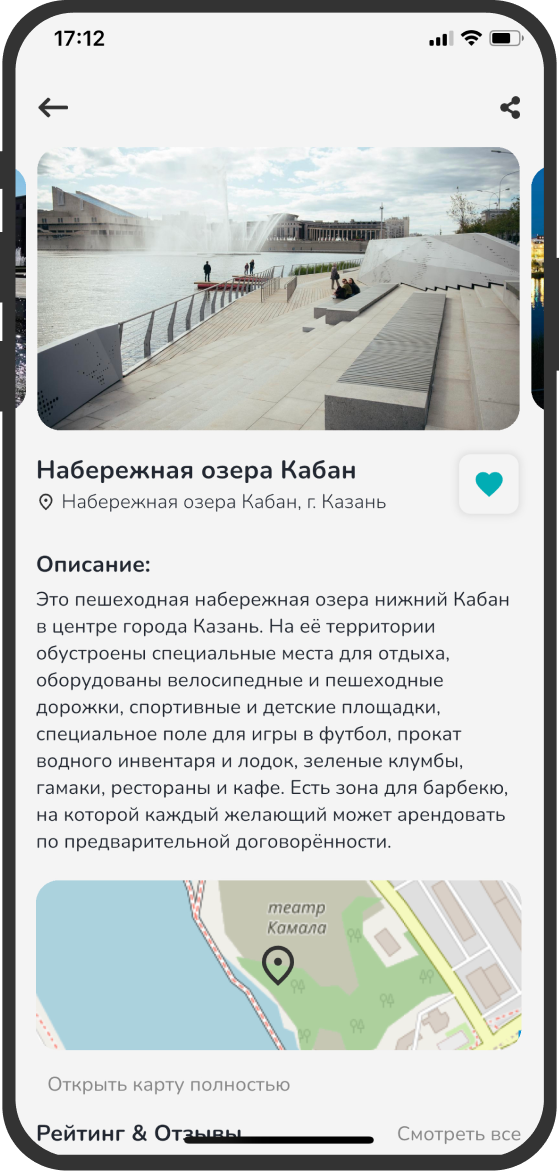 17:12
Набережная озера Кабан
Набережная озера Кабан, г. Казань
Описание:
Это пешеходная набережная озера нижний Кабан
в центре города Казань. На её территории
обустроены специальные места для отдыха,
оборудованы велосипедные и пешеходные
дорожки, спортивные и детские площадки,
специальное поле для игры в футбол, прокат
водного инвентаря и лодок, зеленые клумбы,
гамаки, рестораны и кафе. Есть зона для барбекю,
на которой каждый желающий может арендовать
по предварительной договорённости.
театр
Камала
Открыть карту полностью
Рейтинг & Отзывы
Смотреть все